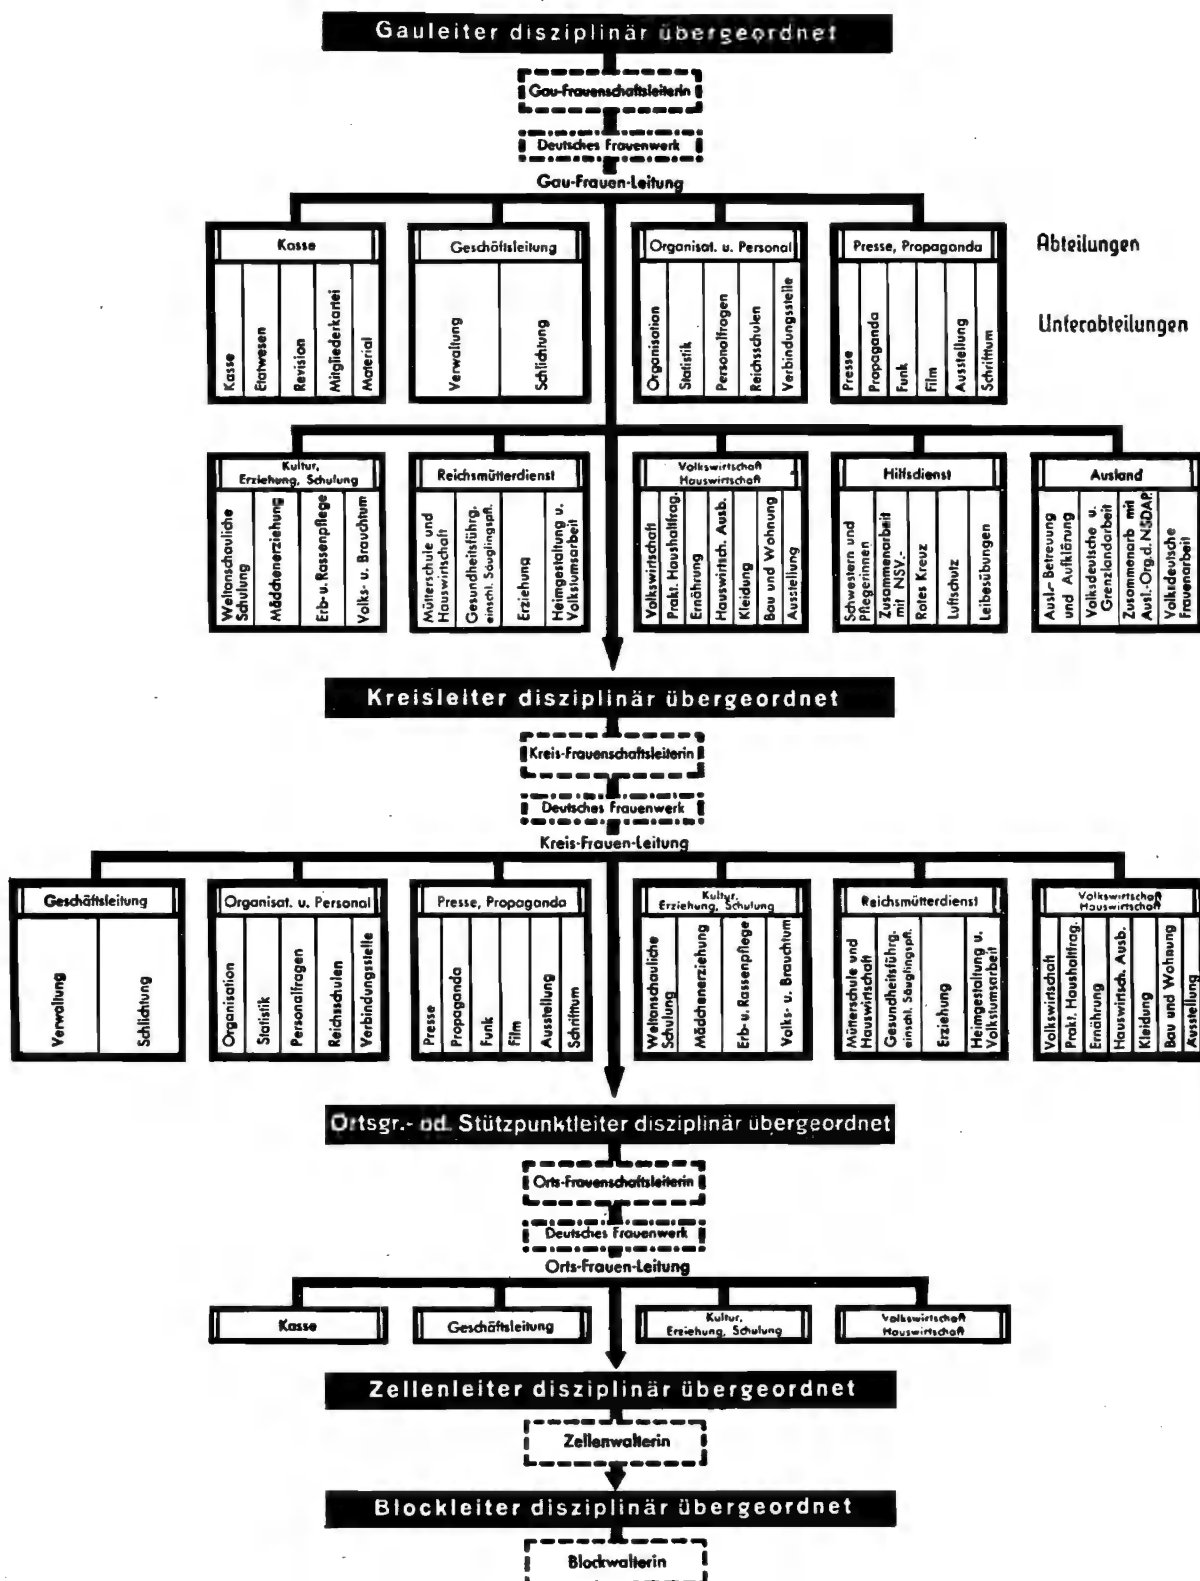 Gauleiter disziplinär übergeordnet
Gau-Frauenschaftsleiterin
Deutsches Frauenwerk
Gau-Frauen-Leitung
Kasse
Kasse
Etatwesen
Revision
Mitgliederkartei
Material
Geschäftsleitung
Verwaltung
Schlichtung
Organisat. u. Personal
Organisation
Statistik
Personalfragen
Reichsschulen
Verbindungsstelle
Presse, Propaganda
Presse
Propaganda
Funk
Film
Ausstellung
Schrifttum
Abteilungen
Unterabteilungen
Kultur,
Erziehung, Schulung
Weltanschauliche
Schulung
Mädchenerziehung
Erb- u. Rassenpflege
Volks- u. Brauchtum
Reichsmütterdienst
Mütterschule und
Hauswirtschaft
Gesundheitsführg.
einschl. Säuglingspfl.
Erziehung
Heimgestaltung u.
Volkstumsarbeit
Volkswirtschaft
Hauswirtschaft
Volkswirtschaft
Prakt. Haushaltfrag.
Ernährung
Hauswirtsch. Ausb.
Kleidung
Bau und Wohnung
Ausstellung
Hilfsdienst
Schwestern und
Pflegerinnen
Zusammenarbeit
mit NSV.-
Rotes Kreuz
Luftschutz
Leibesübungen
Ausland
Ausl.- Betreuung
und Aufklärung
Volksdeutsche u.
Grenzlandarbeit
Zusammenarb mit
Ausl.-Org.d.NSDAP.
Volksdeutsche
Frauenarbeit
Kreisleiter disziplinär übergeordnet
Kreis-Frauenschaftsleiterin
Deutsches Frauenwerk
Kreis-Frauen-Leitung
Geschäftsleitung
Verwaltung
Schlichtung
Organisat. u. Personal
Organisation
Statistik
Personalfragen
Reichsschulen
Verbindungsstelle
Presse, Propaganda
Presse
Propaganda
Funk
Film
Ausstellung
Schrifttum
Kultur,
Erziehung, Schulung
Weltanschauliche
Schulung
Mädchenerziehung
Erb- u. Rassenpflege
Volks- u. Brauchtum
Reichsmütterdienst
Mütterschule und
Hauswirtschaft
Gesundheitsführg-
einschl. Säuglingspfl.
Erziehung
Heimgestaltung u.
Volkstumsarbeit
Volkswirtschaft
Hauswirtschaft
Volkswirtschaft
Prakt. Haushaltfrag.
Ernährung
Hauswirtsch. Ausb.
Kleidung
Bau und Wohnung
Ausstellung
Ortsgr.- od. Stützpunktleiter disziplinär übergeordnet
Orts-Frauenschaftsleiterin
Deutsches Frauenwerk
Orts-Frauen-Leitung
Kasse
Geschäftsleitung
Kultur,
Erziehung, Schulung
Volkswirtschaft
Hauswirtschaft
Zellenleiter disziplinär übergeordnet
Zellenwalterin
Blockleiter disziplinär übergeordnet
Blockwalterin